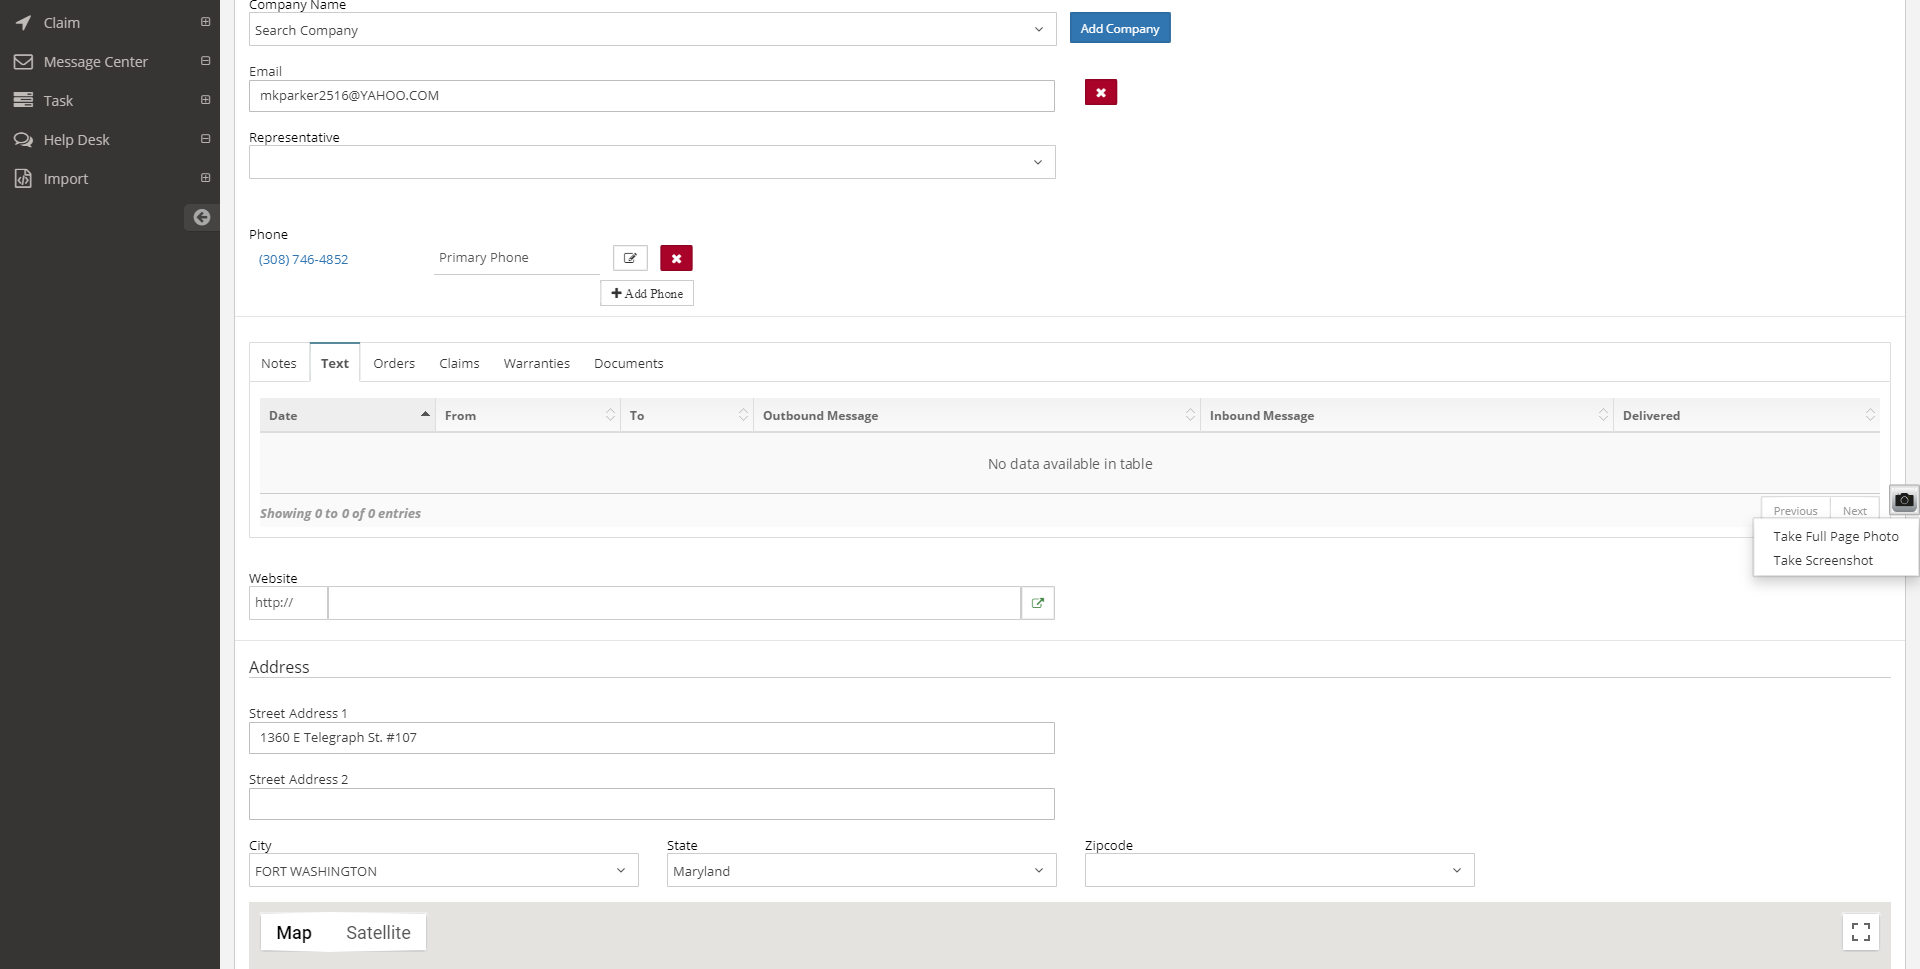 Claim
Message Center
Task
Help Desk
Import
Company Name
Search Company
Add Company
Email
mkparker2516@YAHOO.COM
Representative
Phone
(308) 746-4852 Primary Phone
Add Phone
Notes Text Orders Claims Warranties Documents
Date From To Outbound Message Inbound Message Delivered
No data available in table
Showing 0 to 0 of 0 entries
Previous Next
Take Full Page Photo
Take Screenshot
Website
http://
Address
Street Address 1
1360 E Telegraph St. #107
Street Address 2
City State Zipcode
FORT WASHINGTON Maryland
Map Satellite